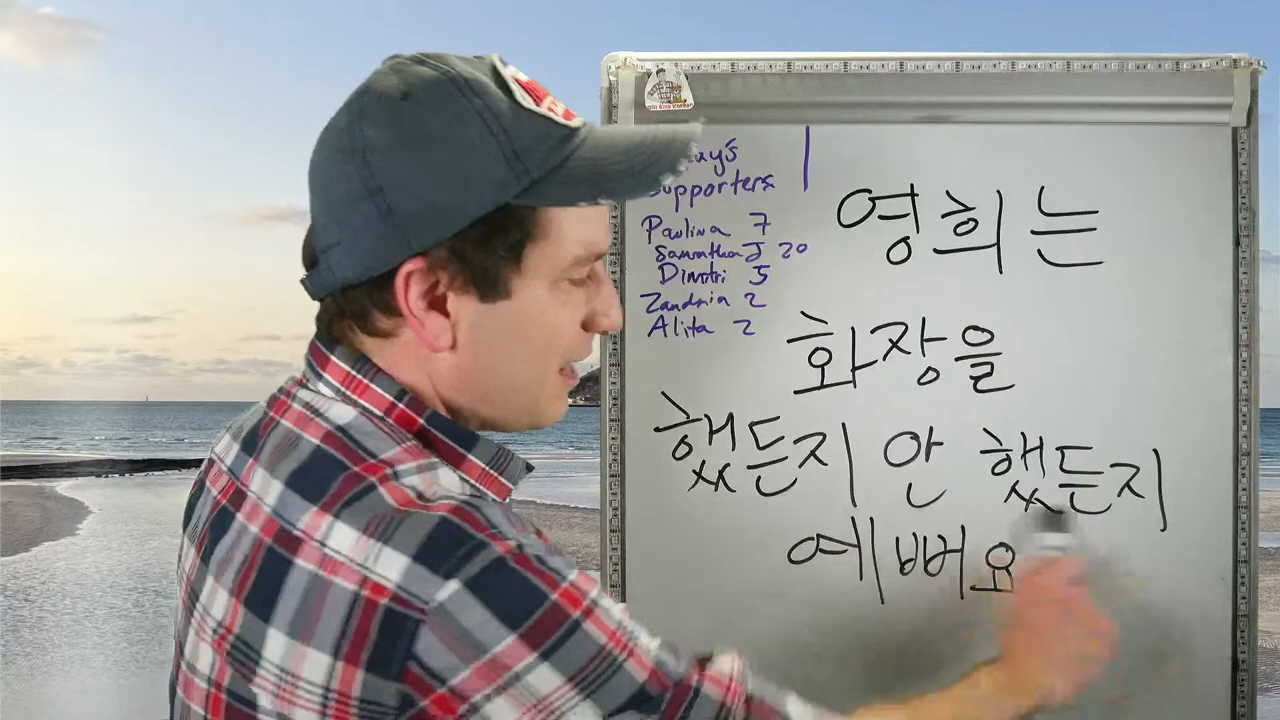 Supporters
Paulina 7
Samantha J 20
Dimitri 5
Zandria 2
Alita 2
영희는
화장을
했든지 안 했든지
예뻐요